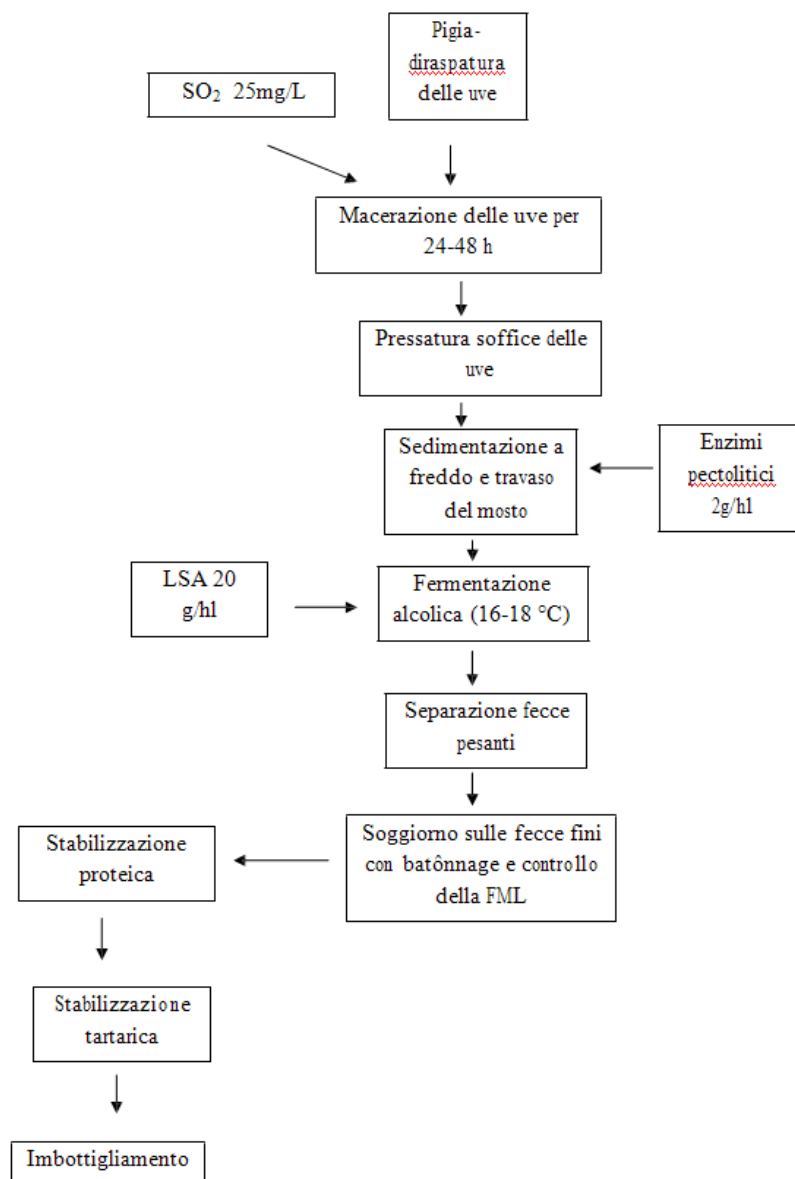 Pigia-
diraspatura
delle uve
SO₂ 25mg/L
Macerazione delle uve per
24-48 h
Pressatura soffice delle
uve
Sedimentazione a
freddo e travaso
del mosto
Enzimi
pectolitici
2g/hl
LSA 20
g/hl
Fermentazione
alcolica (16-18 °C)
Separazione fecce
pesanti
Soggiorno sulle fecce fini
con batônnage e controllo
della FML
Stabilizzazione
proteica
Stabilizzazione
tartarica
Imbottigliamento